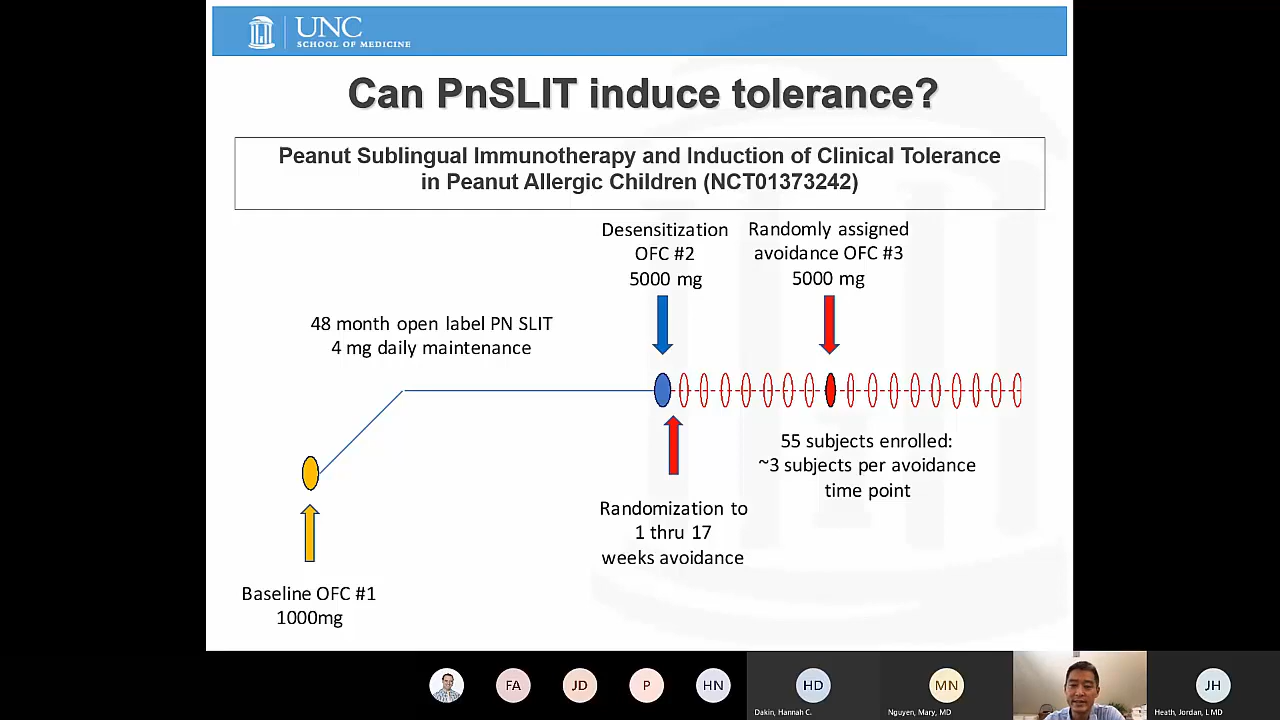 UNC
SCHOOL OF MEDICINE
Can PnSLIT induce tolerance?
Peanut Sublingual Immunotherapy and Induction of Clinical Tolerance
in Peanut Allergic Children (NCT01373242)
Desensitization
OFC #2
5000 mg
Randomly assigned
avoidance OFC #3
5000 mg
48 month open label PN SLIT
4 mg daily maintenance
55 subjects enrolled:
~3 subjects per avoidance
time point
Randomization to
1 thru 17
weeks avoidance
Baseline OFC #1
1000mg
FA
JD
P
HN
HD
Dakin, Hannah C.
MN
Nguyen, Mary, MD
JH
Heath, Jordan, L MD